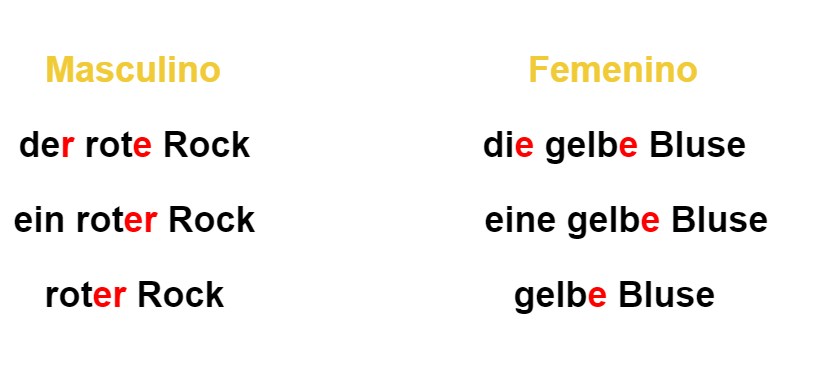 Masculino Femenino
der rote Rock die gelbe Bluse
ein roter Rock eine gelbe Bluse
roter Rock gelbe Bluse